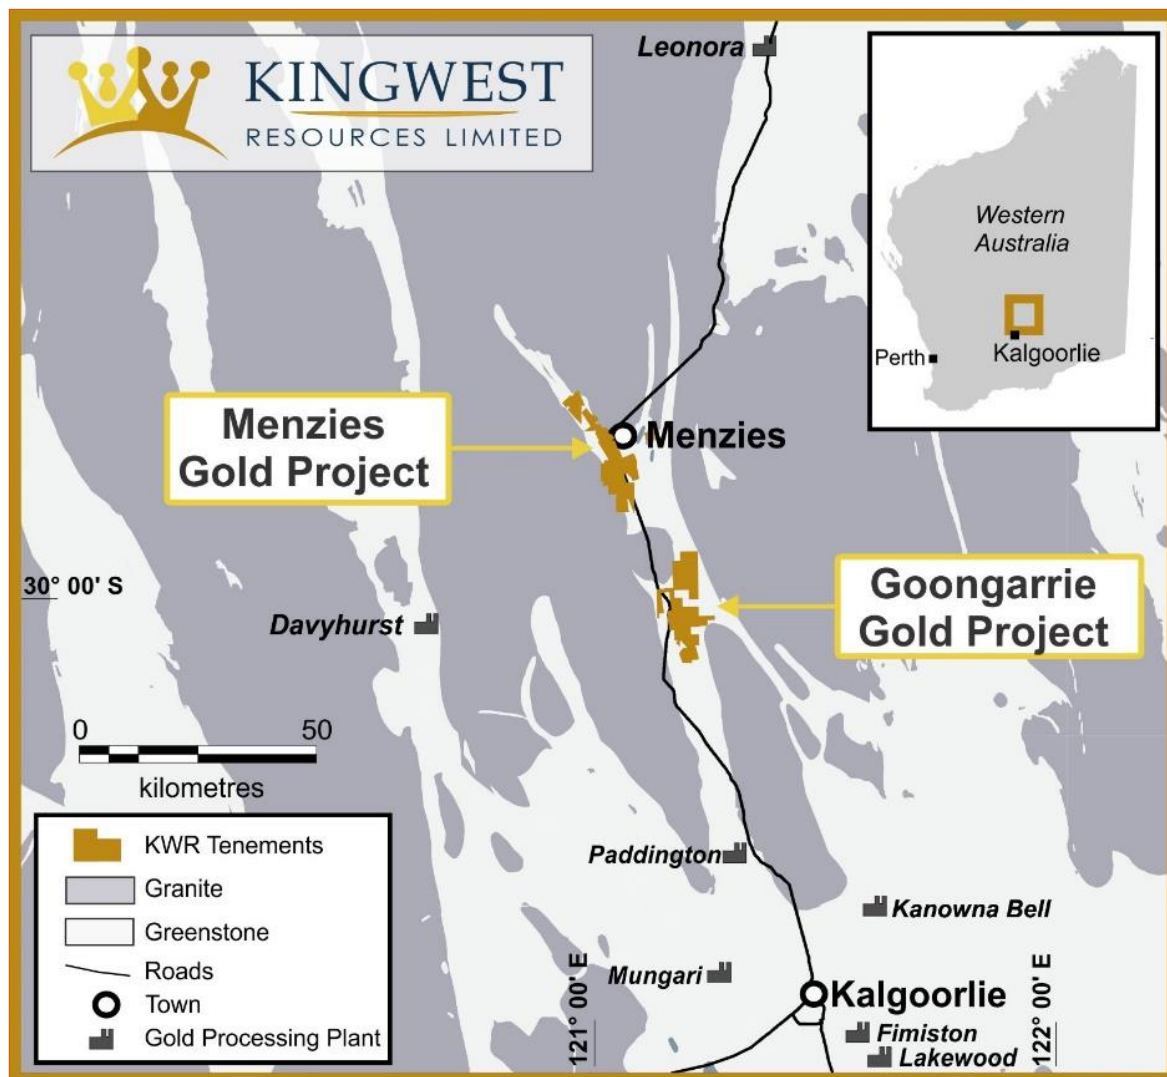 Leonora
KINGWEST
RESOURCES LIMITED
Western
Australia
Perth
Kalgoorlie
Menzies
Gold Project
Menzies
30° 00' S
Davyhurst
Goongarrie
Gold Project
0 50
kilometres
KWR Tenements
Granite
Greenstone
Roads
Town
Gold Processing Plant
Paddington
Kanowna Bell
Mungari
121° 00' E
122° 00' E
Kalgoorlie
Fimiston
Lakewood